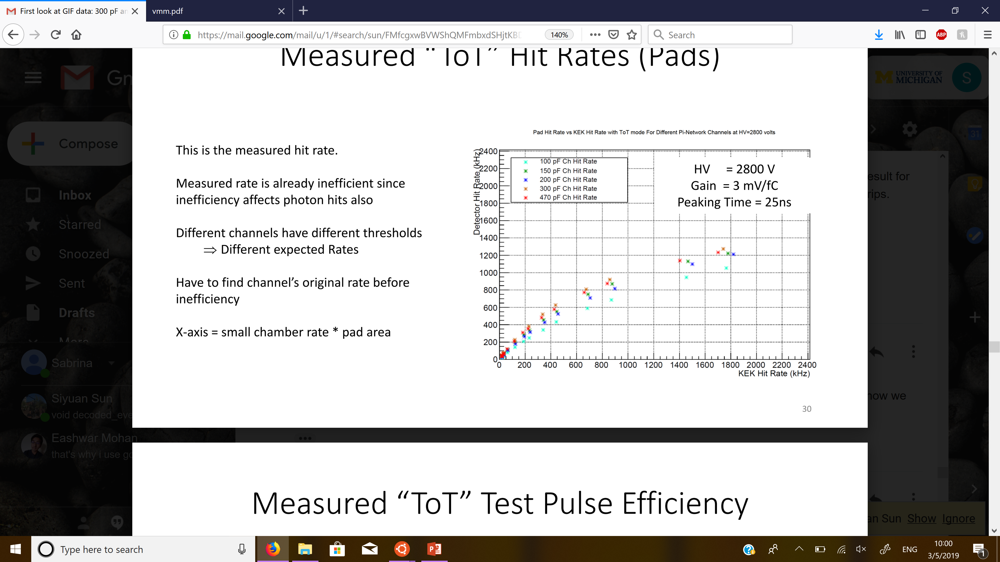 First look at GIF data: 300 pF an
vmm.pdf
https://mail.google.com/mail/u/1/#search/sun/FMfcgxwBVWShQMFmbxdSHjtKBD
140%
Search
ABP
Measured "ToT" Hit Rates (Pads)
Gm
UNIVERSITY OF
MICHIGAN
S
Compose
Inbox
Starred
Snoozed
Sent
Drafts
More
Sabrina
Siyuan Sun
void decoded_eve
Eashwar Mohan
that's why i use go
This is the measured hit rate.
Measured rate is already inefficient since
inefficiency affects photon hits also
Different channels have different thresholds
⟹ Different expected Rates
Have to find channel's original rate before
inefficiency
X-axis = small chamber rate * pad area
Pad Hit Rate vs KEK Hit Rate with ToT mode For Different Pi-Network Channels at HV=2800 volts
Detector Hit Rate (kHz)
2400
2200
2000
1800
1600
1400
1200
1000
800
600
400
200
0
100 pF Ch Hit Rate
150 pF Ch Hit Rate
200 pF Ch Hit Rate
300 pF Ch Hit Rate
470 pF Ch Hit Rate
HV = 2800 V
Gain = 3 mV/fC
Peaking Time = 25ns
0 200 400 600 800 1000 1200 1400 1600 1800 2000 2200 2400
KEK Hit Rate (kHz)
30
31
esult for
rips.
now we
an Sun Show Ignore
Measured "ToT" Test Pulse Efficiency
Type here to search
ENG
10:00
3/5/2019
1